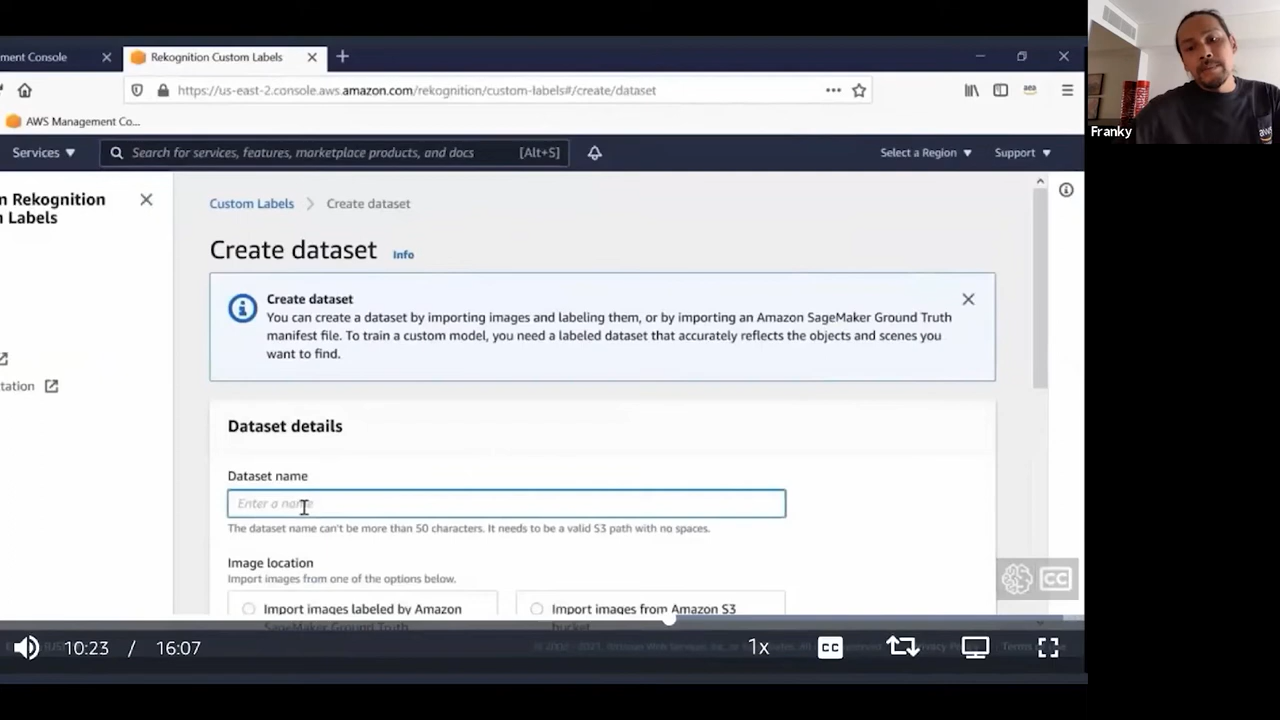 ment Console
Rekognition Custom Labels
https://us-east-2.console.aws.amazon.com/rekognition/custom-labels#/create/dataset
AWS Management Co...
Services
Search for services, features, marketplace products, and docs
[Alt+S]
Select a Region
Support
Franky
aws
n Rekognition
n Labels
Custom Labels
Create dataset
Create dataset
Info
Create dataset
You can create a dataset by importing images and labeling them, or by importing an Amazon SageMaker Ground Truth
manifest file. To train a custom model, you need a labeled dataset that accurately reflects the objects and scenes you
want to find.
tation
Dataset details
Dataset name
Enter a name
The dataset name can't be more than 50 characters. It needs to be a valid S3 path with no spaces.
Image location
Import images from one of the options below.
Import images labeled by Amazon
SageMaker Ground Truth
Import images from Amazon S3
bucket
CC
10:23 / 16:07
1x
CC